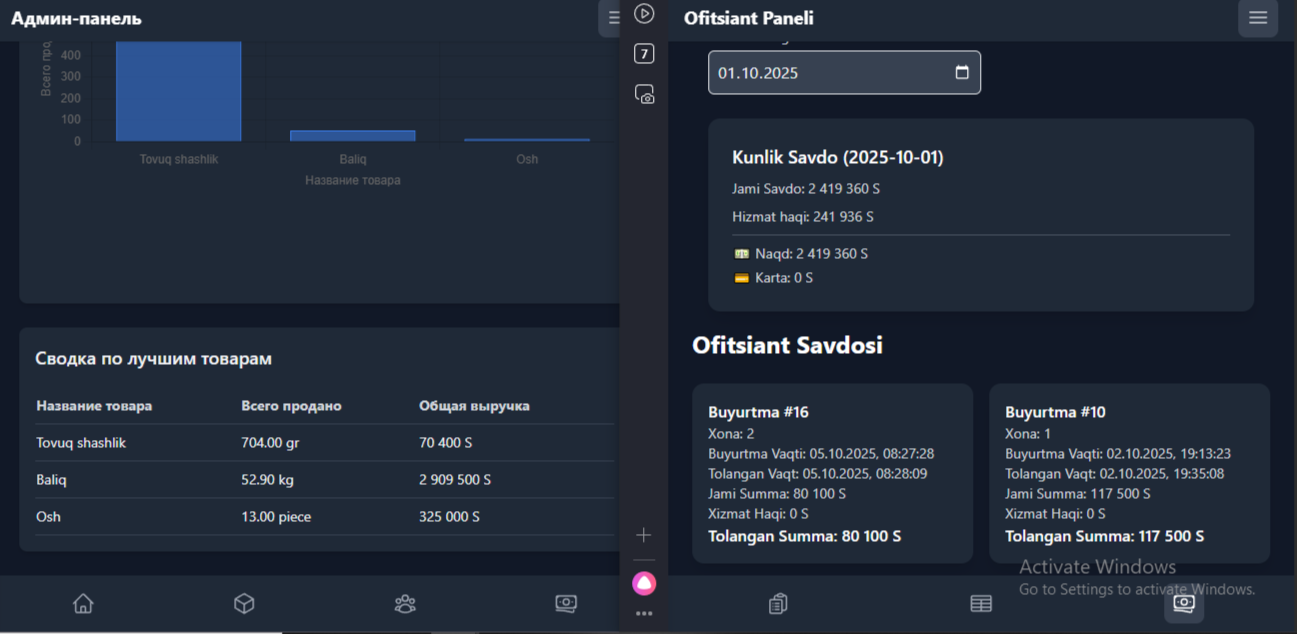 Админ-панель
Всего про
400
300
200
100
0
Tovuq shashlik
Baliq
Osh
Название товара
Сводка по лучшим товарам
Название товара Всего продано Общая выручка
Tovuq shashlik 704.00 gr 70 400 S
Baliq 52.90 kg 2 909 500 S
Osh 13.00 piece 325 000 S
7
Ofitsiant Paneli
01.10.2025
Kunlik Savdo (2025-10-01)
Jami Savdo: 2 419 360 S
Hizmat haqi: 241 936 S
Naqd: 2 419 360 S
Karta: 0 S
Ofitsiant Savdosi
Buyurtma #16
Xona: 2
Buyurtma Vaqti: 05.10.2025, 08:27:28
Tolangan Vaqt: 05.10.2025, 08:28:09
Jami Summa: 80 100 S
Xizmat Haqi: 0 S
Tolangan Summa: 80 100 S
Buyurtma #10
Xona: 1
Buyurtma Vaqti: 02.10.2025, 19:13:23
Tolangan Vaqt: 02.10.2025, 19:35:08
Jami Summa: 117 500 S
Xizmat Haqi: 0 S
Tolangan Summa: 117 500 S
Activate Windows
Go to Settings to activate Windows.